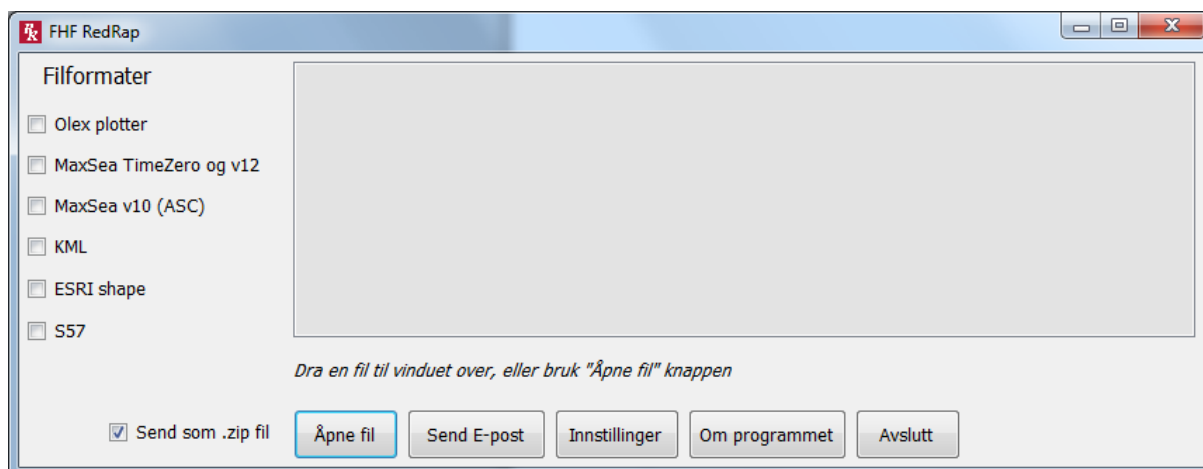 FHF RedRap
Filformater
Olex plotter
MaxSea TimeZero og v12
MaxSea v10 (ASC)
KML
ESRI shape
S57
Dra en fil til vinduet over, eller bruk "Åpne fil" knappen
Send som .zip fil
Åpne fil
Send E-post
Innstillinger
Om programmet
Avslutt